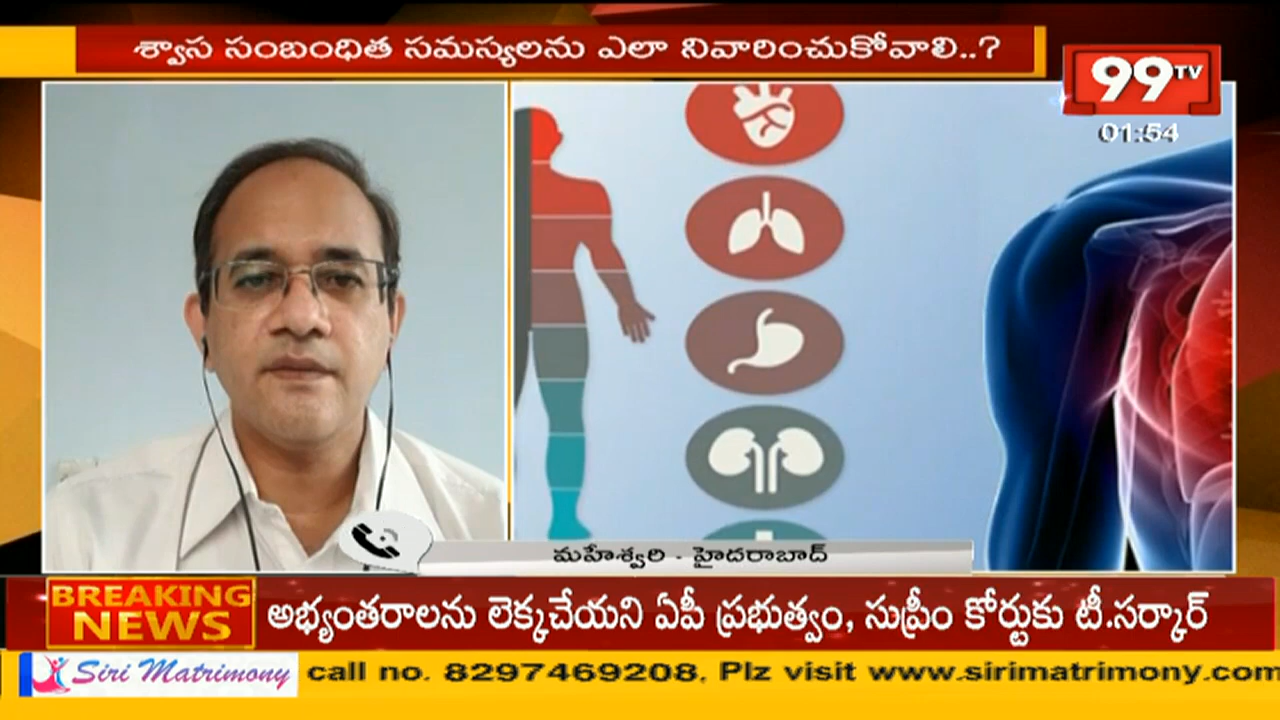 శ్వాస సంబంధిత సమస్యలను ఎలా నివారించుకోవాలి..?
99TV
01:54
మహేశ్వరి - హైదరాబాద్
BREAKING NEWS
అభ్యంతరాలను లెక్కచేయని ఏపీ ప్రభుత్వం, సుప్రీం కోర్టుకు టీ.సర్కార్
Siri Matrimony call no. 8297469208, Plz visit www.sirimatrimony.com